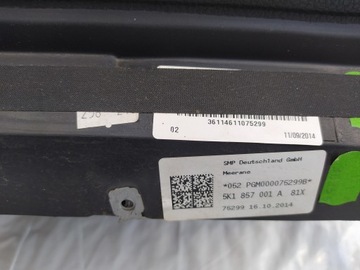 36114611075299
02
11/09/2014
SMP Deutschland GmbH
Meerane
*062 PGM000075299B*
5K1 857 001 A 81X
75299 16.10.2014